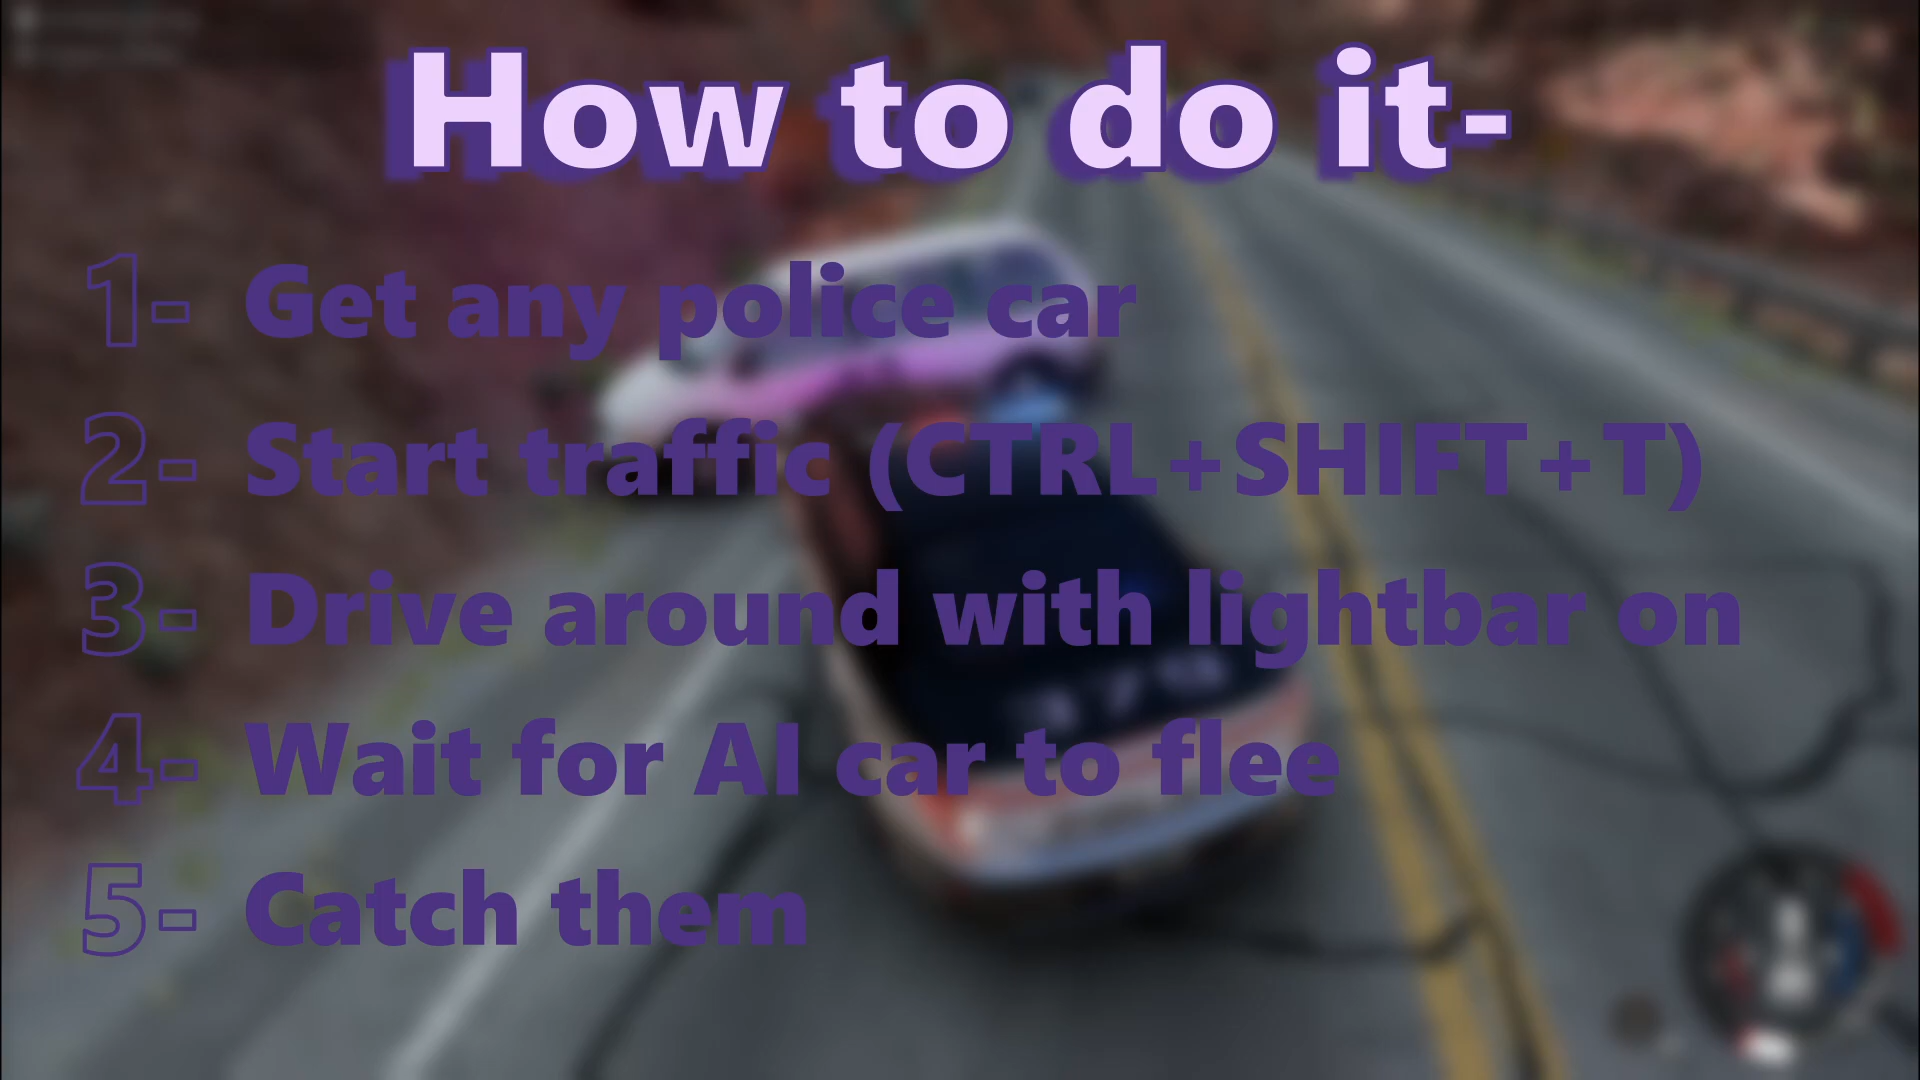 How to do it-
1- Get any police car
2- Start traffic (CTRL+SHIFT+T)
3- Drive around with lightbar on
4- Wait for AI car to flee
5- Catch them